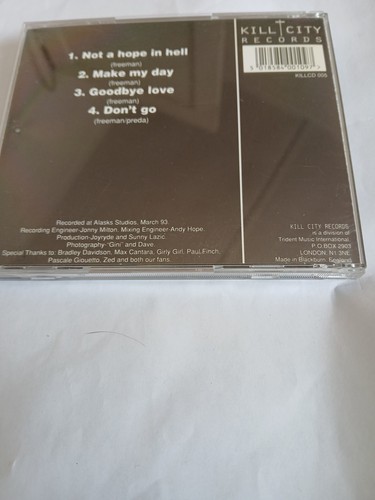 1. Not a hope in hell
(freeman)
2. Make my day
(freeman)
3. Goodbye love
(freeman)
4. Don't go
(freeman/preda)
KILL CITY
RECORDS
5 018584 001097
KILLCD 005
Recorded at Alasks Studios, March 93.
Recording Engineer-Jonny Milton: Mixing Engineer-Andy Hope:
Production-Joyryde and Sunny Lazic.
Photography-"Gini" and Dave.
Special Thanks to: Bradley Davidson, Max Cantara, Girly Girl, Paul Finch,
Pascale Giouetto, Zed and both our fans.
KILL CITY RECORDS
is a division of
Trident Music International,
P.O.BOX 2903
LONDON, N1 3NE.
Made in Blackburn, England